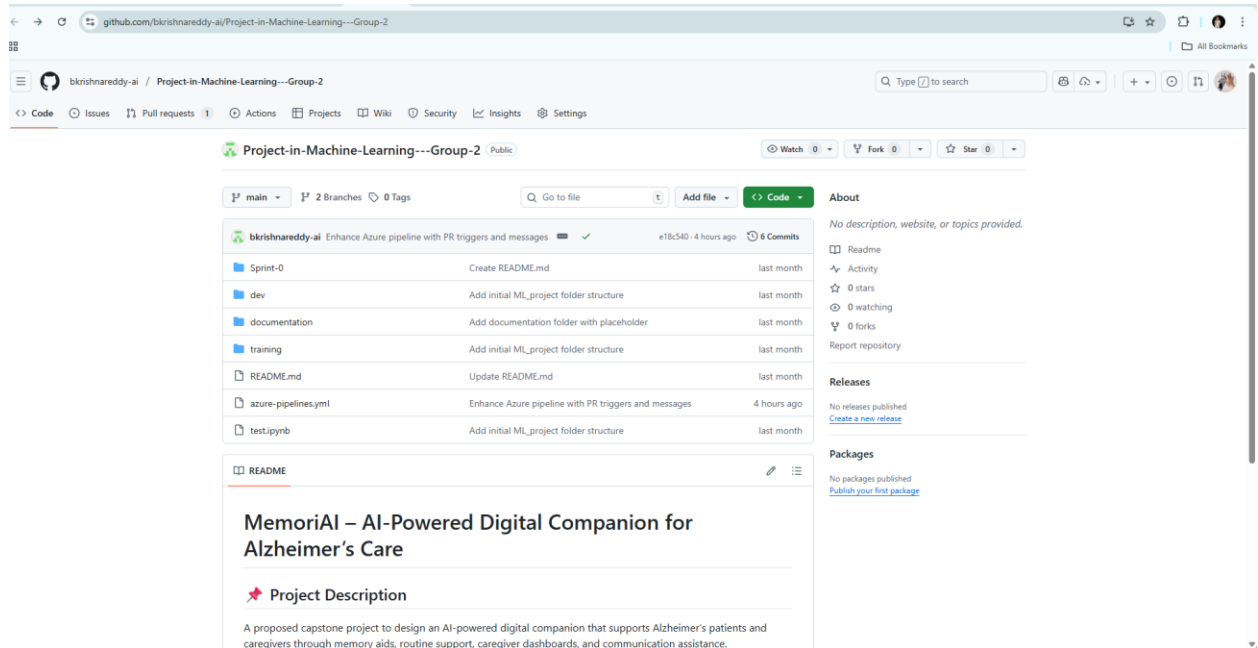 github.com/bkrishnareddy-ai/Project-in-Machine-Learning---Group-2
All Bookmarks
bkrishnareddy-ai / Project-in-Machine-Learning---Group-2
Type / to search
Code Issues Pull requests 1 Actions Projects Wiki Security Insights Settings
Project-in-Machine-Learning---Group-2 Public
Watch 0 Fork 0 Star 0
main 2 Branches 0 Tags Go to file t Add file Code
bkrishnareddy-ai Enhance Azure pipeline with PR triggers and messages e18c540 · 4 hours ago 6 Commits
Sprint-0 Create README.md last month
dev Add initial ML_project folder structure last month
documentation Add documentation folder with placeholder last month
training Add initial ML_project folder structure last month
README.md Update README.md last month
azure-pipelines.yml Enhance Azure pipeline with PR triggers and messages 4 hours ago
test.ipynb Add initial ML_project folder structure last month
README
MemoriAI – AI-Powered Digital Companion for
Alzheimer’s Care
Project Description
A proposed capstone project to design an AI-powered digital companion that supports Alzheimer’s patients and
caregivers through memory aids, routine support, caregiver dashboards, and communication assistance.
About
No description, website, or topics provided.
Readme
Activity
0 stars
0 watching
0 forks
Report repository
Releases
No releases published
Create a new release
Packages
No packages published
Publish your first package